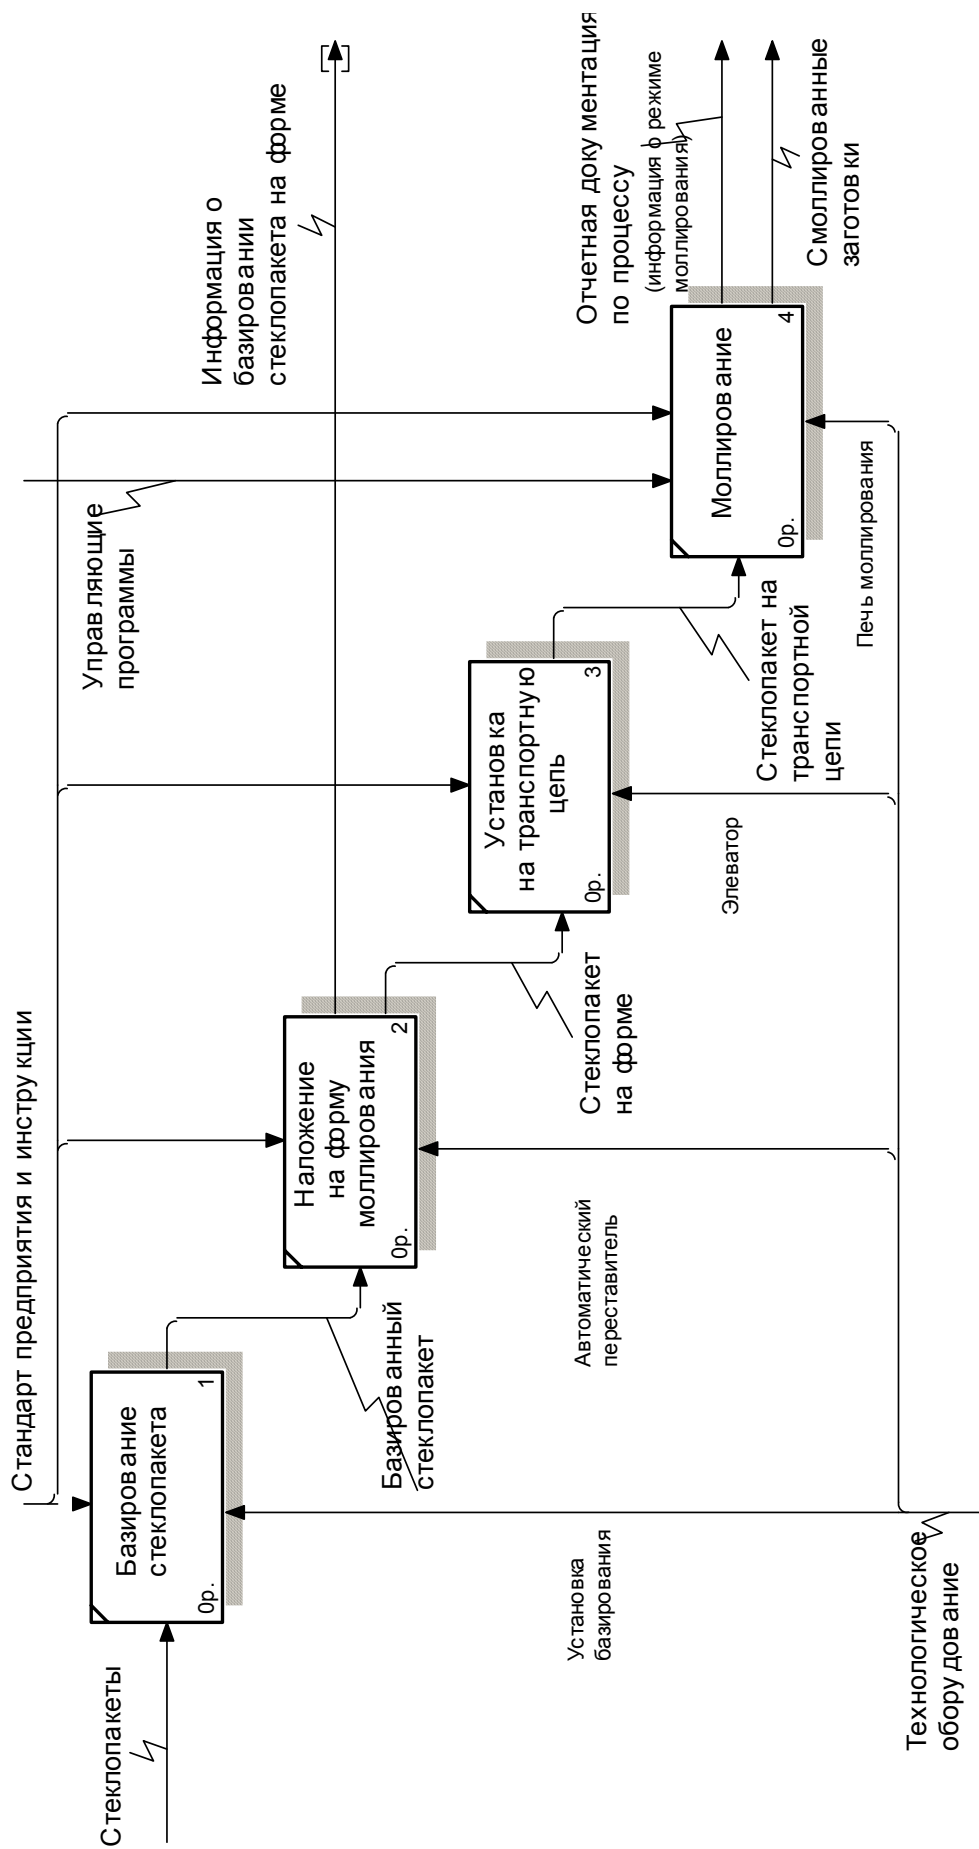 Стандарт предприятия и инструкции
Управляющие
программы
Стеклопакеты
Базирование
стеклопакета
0р.
1
Информация о
базировании
стеклопакета на форме
Базированный
стеклопакет
Наложение
на форму
моллирования
0р.
2
Стеклопакет
на форме
Установка
на транспортную
цепь
0р.
3
Стеклопакет на
транспортной
цепи
Моллирование
0р.
4
Отчетная документация
по процессу
(информация о режиме
моллирования)
Смоллированные
заготовки
Установка
базирования
Автоматический
переставитель
Элеватор
Печь моллирования
Технологическое
оборудование